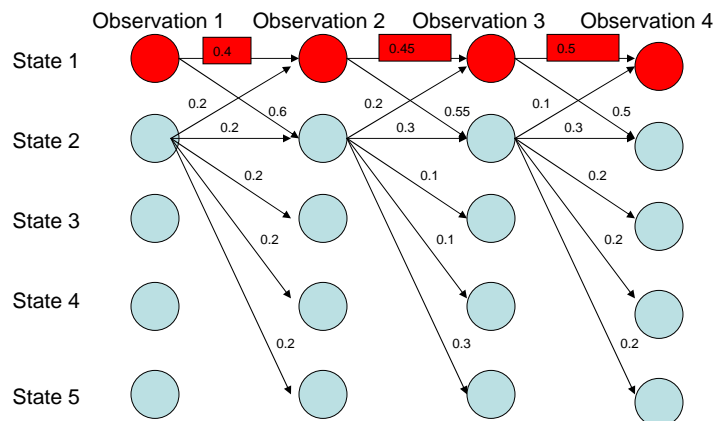 Observation 1 Observation 2 Observation 3 Observation 4
State 1
0.4 0.45 0.5
0.2 0.6 0.2 0.55 0.1 0.5
State 2
0.2 0.3 0.3
0.2 0.1 0.2
State 3
0.2 0.1 0.2
State 4
0.2 0.3 0.2
State 5